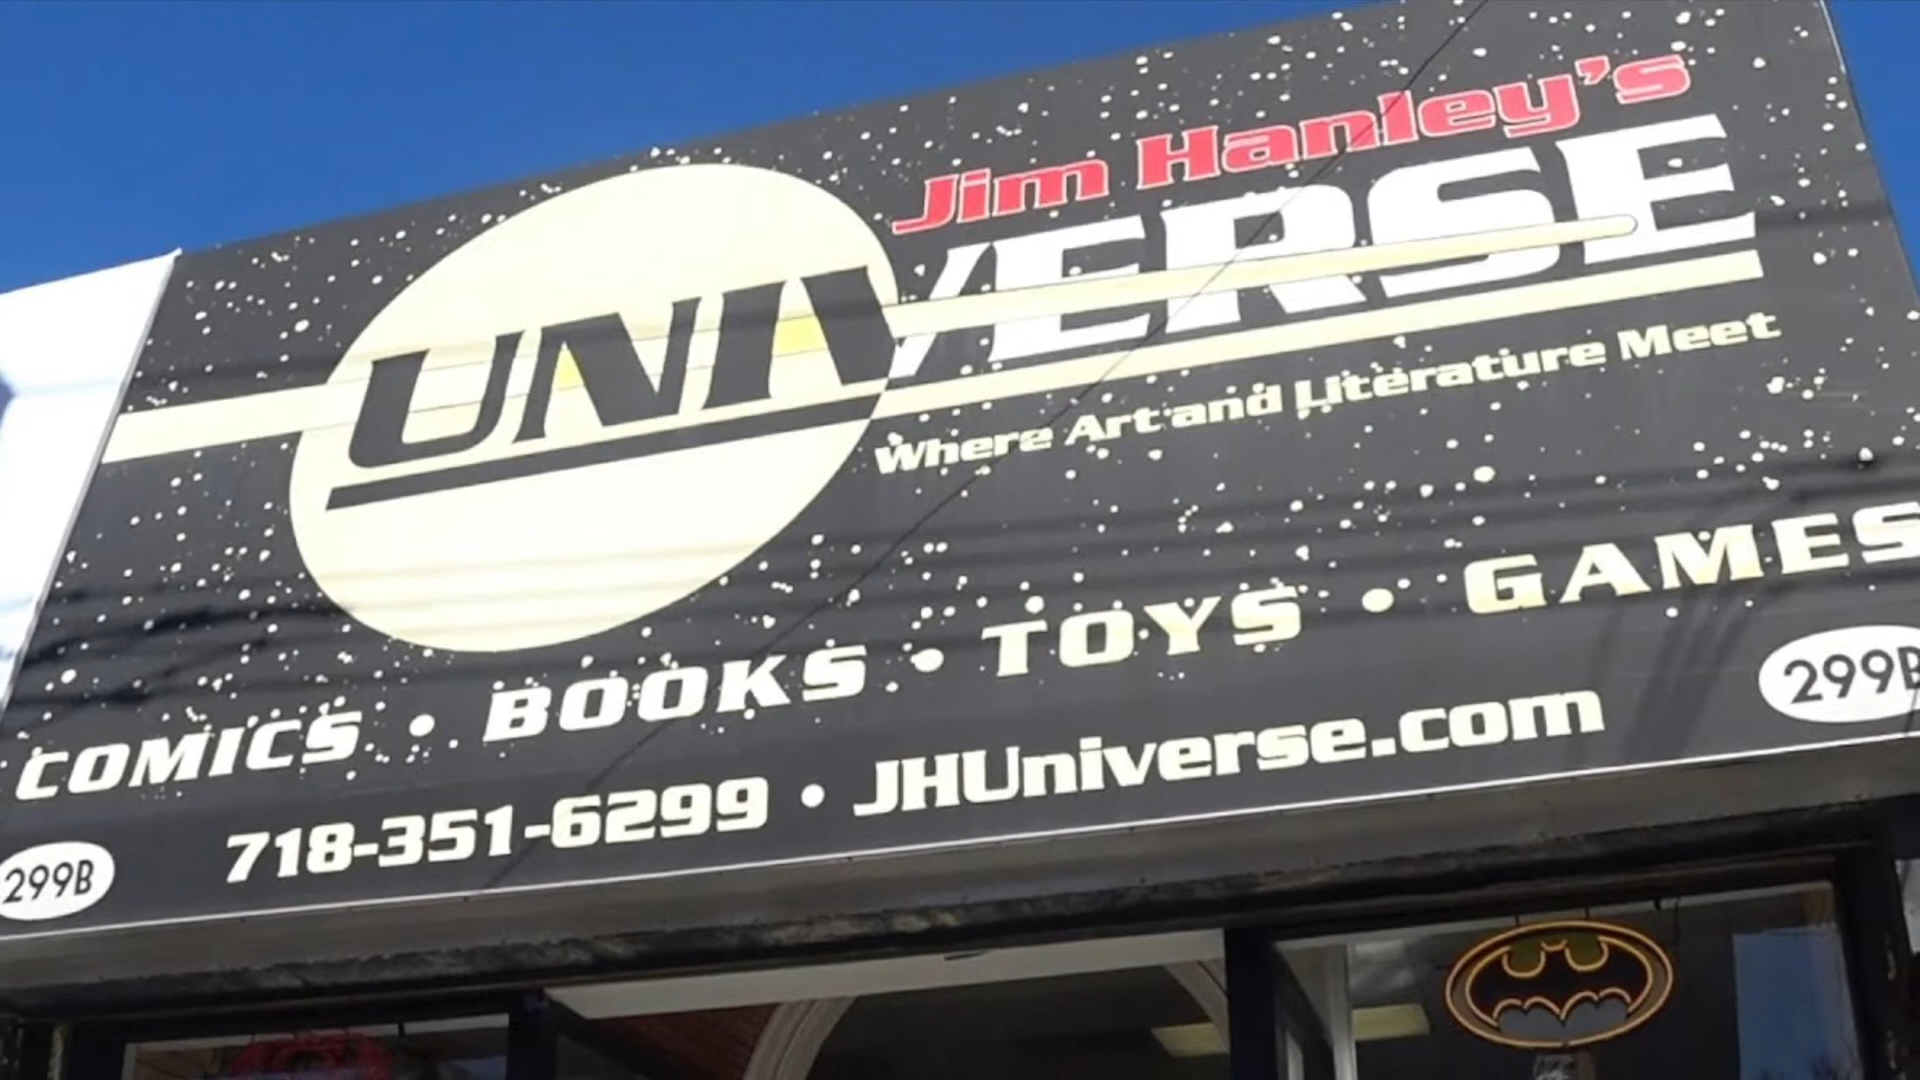 Jim Hanley's
UNIVERSE
Where Art and Literature Meet
COMICS • BOOKS • TOYS • GAMES
718-351-6299 • JHUniverse.com
299B
299B